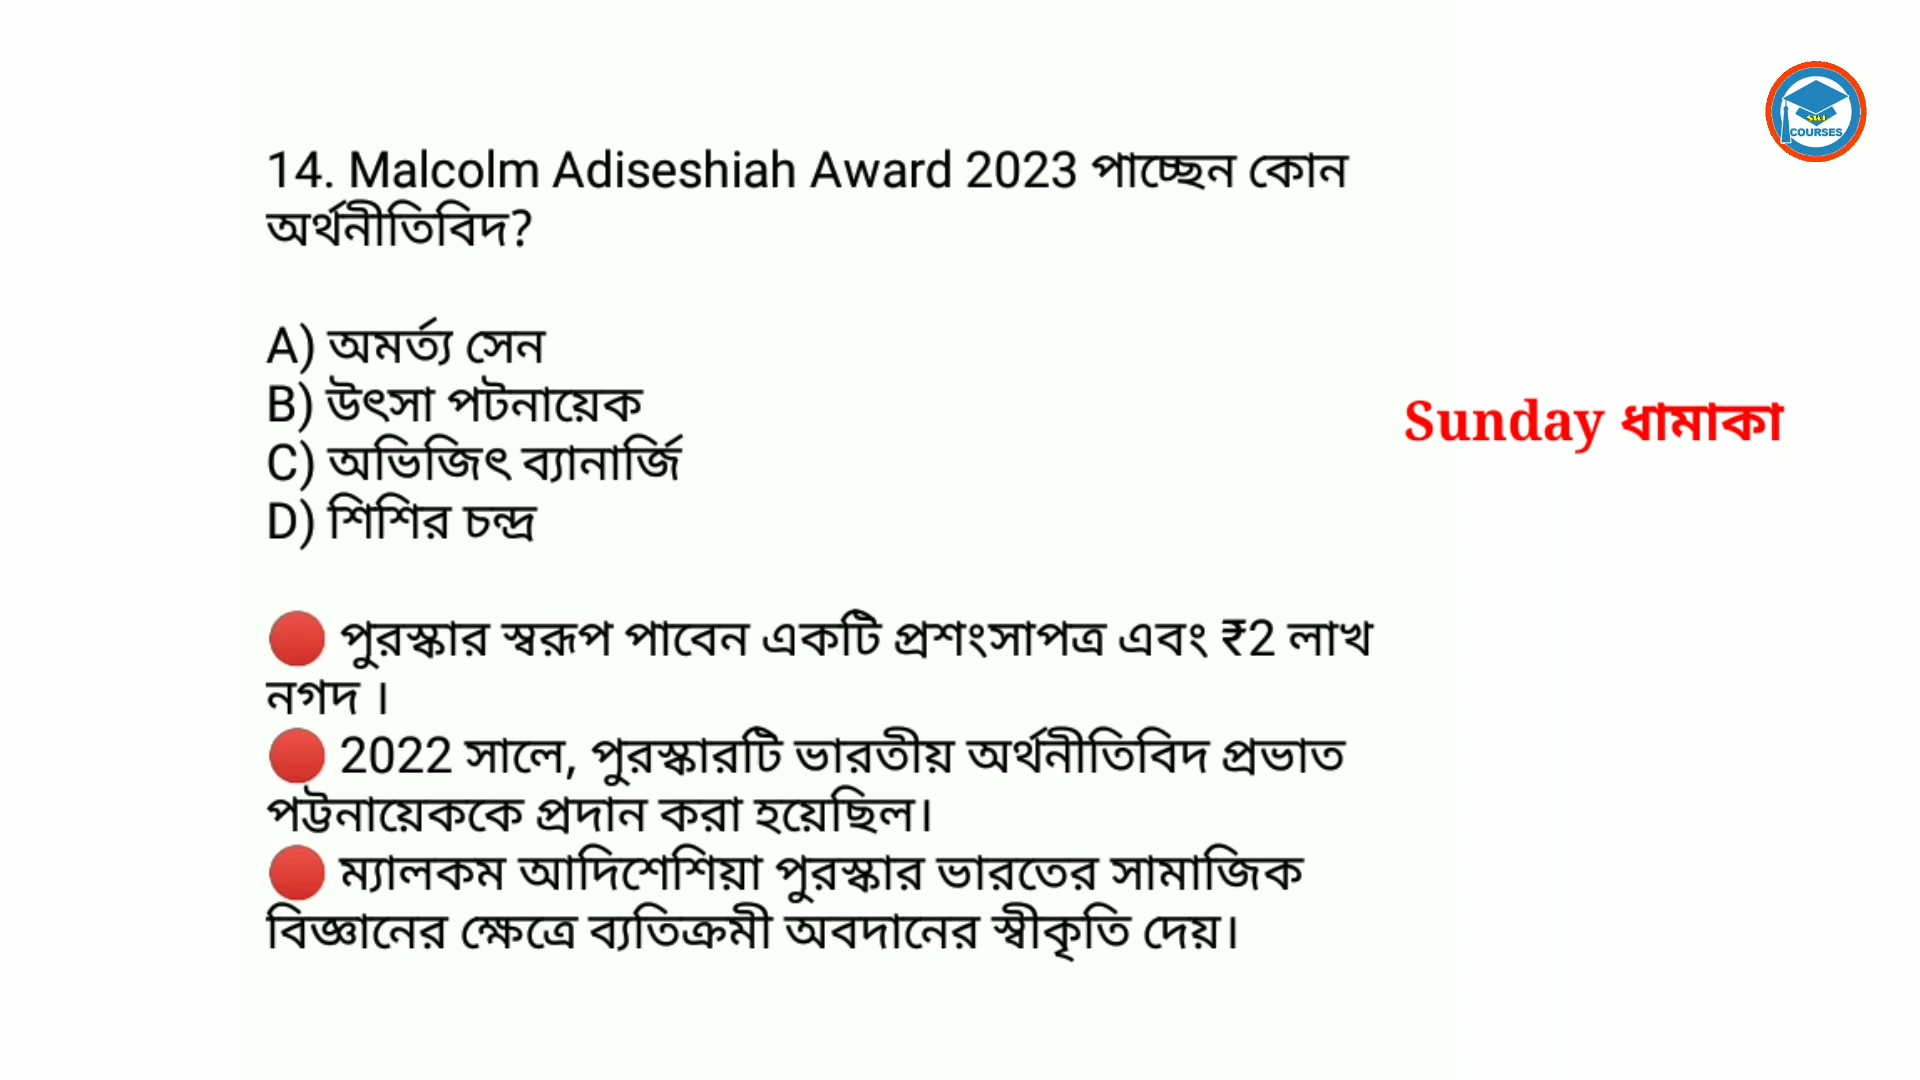 14. Malcolm Adiseshiah Award 2023 পাচ্ছেন কোন
অর্থনীতিবিদ?
A) অমর্ত্য সেন
B) উৎসা পটনায়েক
C) অভিজিৎ ব্যানার্জি
D) শিশির চন্দ্র
🔴 পুরস্কার স্বরূপ পাবেন একটি প্রশংসাপত্র এবং ₹2 লাখ
নগদ ।
🔴 2022 সালে, পুরস্কারটি ভারতীয় অর্থনীতিবিদ প্রভাত
পট্টনায়েককে প্রদান করা হয়েছিল।
🔴 ম্যালকম আদিশেশিয়া পুরস্কার ভারতের সামাজিক
বিজ্ঞানের ক্ষেত্রে ব্যতিক্রমী অবদানের স্বীকৃতি দেয়।
Sunday ধামাকা
COURSES